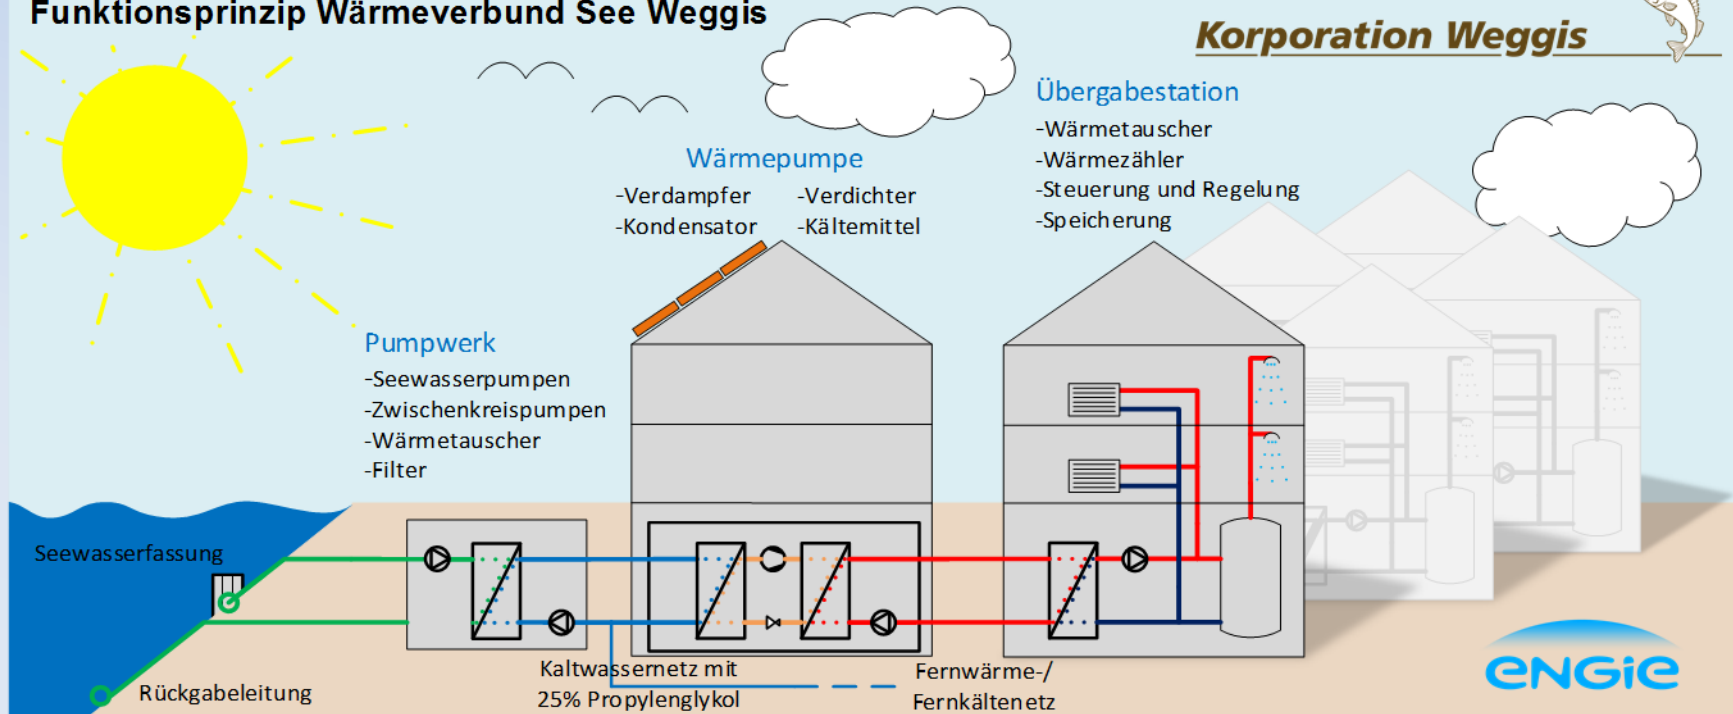 Funktionsprinzip Wärmeverbund See Weggis
Korporation Weggis
Übergabestation
-Wärmetauscher
-Wärmezähler
-Steuerung und Regelung
-Speicherung
Wärmepumpe
-Verdampfer -Verdichter
-Kondensator -Kältemittel
Pumpwerk
-Seewasserpumpen
-Zwischenkreispumpen
-Wärmetauscher
-Filter
Seewasserfassung
Rückgabeleitung
Kaltwassernetz mit
25% Propylenglykol
Fernwärme-/
Fernkältenetz
ENGIE